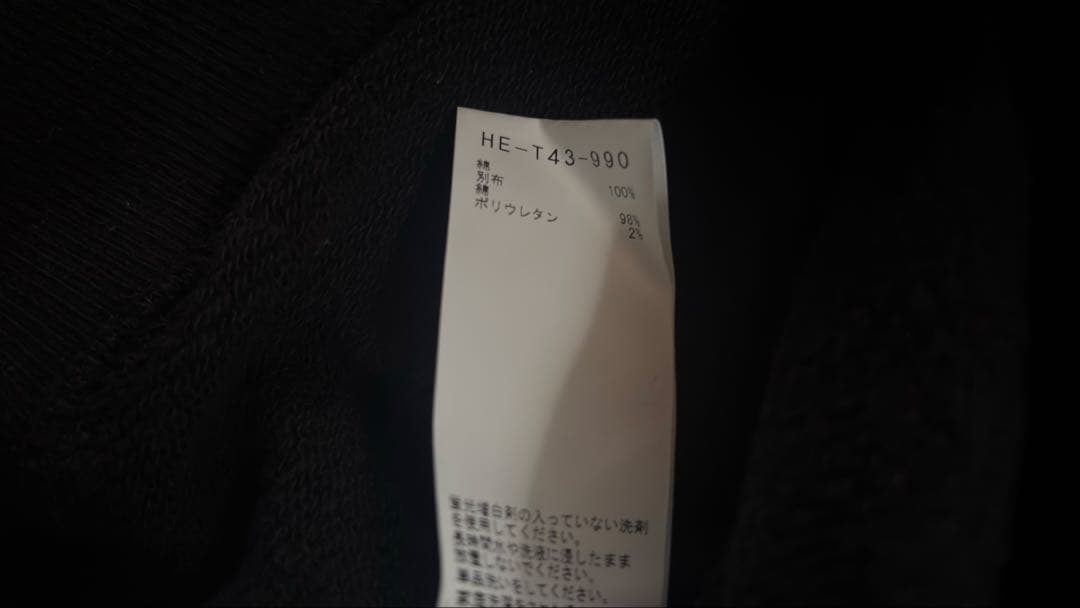 HE-T43-990
綿 100%
別布
綿 98%
ポリウレタン 2%
蛍光増白剤の入っていない洗剤
を使用してください。
長時間水や洗液に浸したまま
放置しないでください。
単品洗いをしてください。